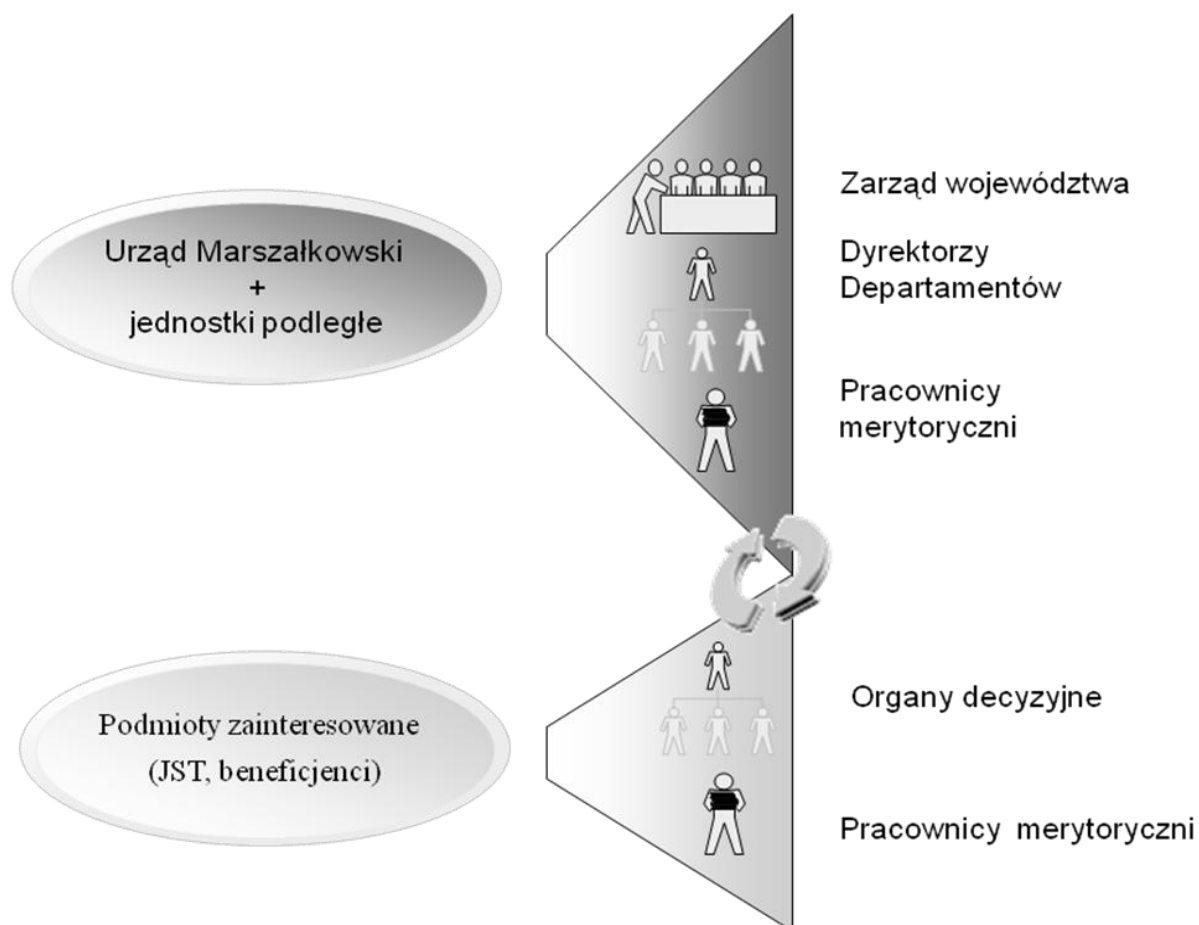 Urząd Marszałkowski
+
jednostki podległe
Zarząd województwa
Dyrektorzy
Departamentów
Pracownicy
merytoryczni
Podmioty zainteresowane
(JST, beneficjenci)
Organy decyzyjne
Pracownicy merytoryczni